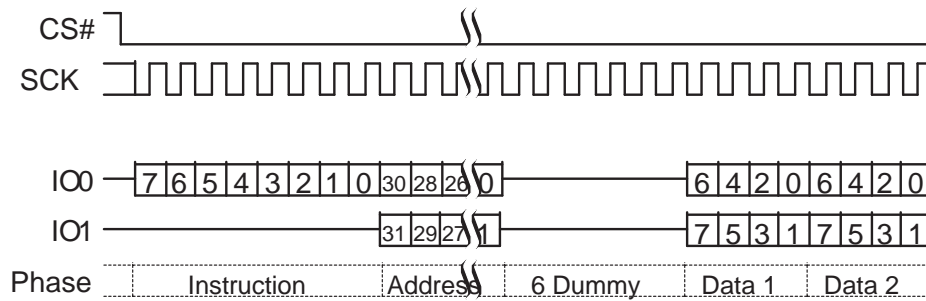 CS#
SCK
IO0 7 6 5 4 3 2 1 0 30 28 26 0 6 4 2 0 6 4 2 0
IO1 31 29 27 1 7 5 3 1 7 5 3 1
Phase Instruction Address 6 Dummy Data 1 Data 2